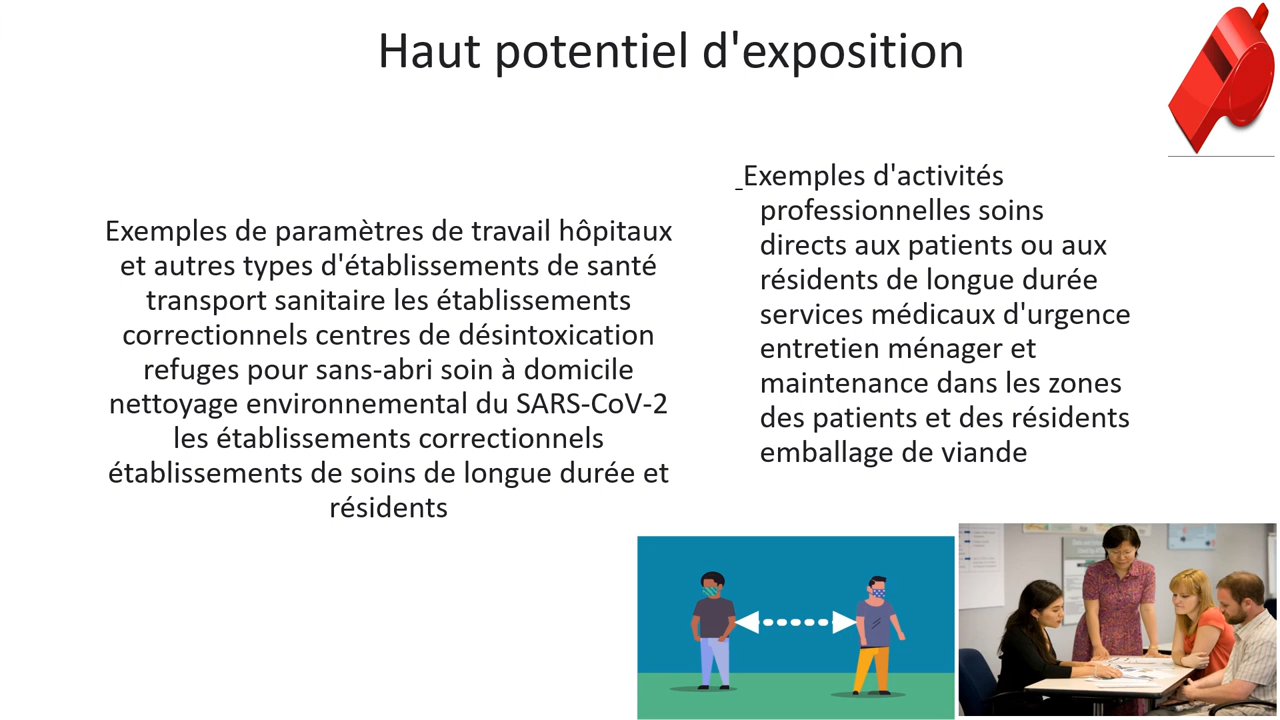 Haut potentiel d'exposition
Exemples de paramètres de travail hôpitaux
et autres types d'établissements de santé
transport sanitaire les établissements
correctionnels centres de désintoxication
refuges pour sans-abri soin à domicile
nettoyage environnemental du SARS-CoV-2
les établissements correctionnels
établissements de soins de longue durée et
résidents
Exemples d'activités
professionnelles soins
directs aux patients ou aux
résidents de longue durée
services médicaux d'urgence
entretien ménager et
maintenance dans les zones
des patients et des résidents
emballage de viande